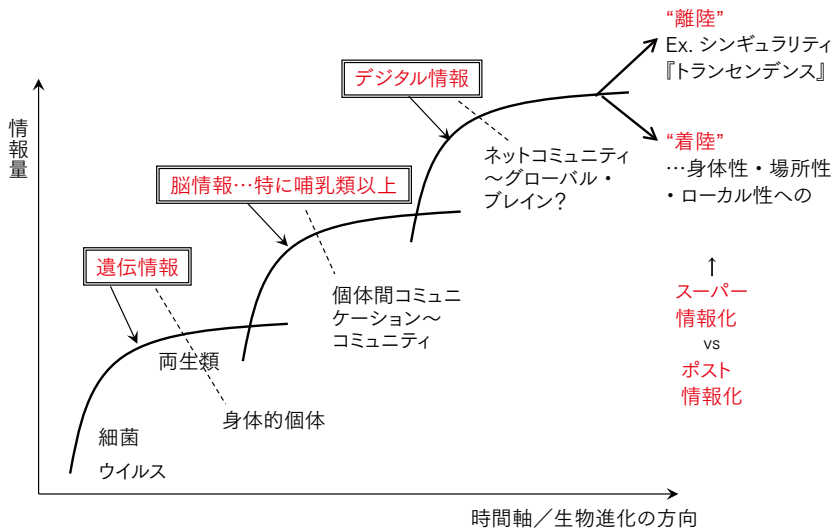 “離陸”
Ex. シンギュラリティ
『トランセンデンス』
デジタル情報
情報量
“着陸”
…身体性・場所性
・ローカル性への
ネットコミュニティ
～グローバル・
ブレイン？
脳情報…特に哺乳類以上
遺伝情報
↑
スーパー
情報化
vs
ポスト
情報化
個体間コミュニ
ケーション～
コミュニティ
両生類
身体的個体
細菌
ウイルス
時間軸／生物進化の方向